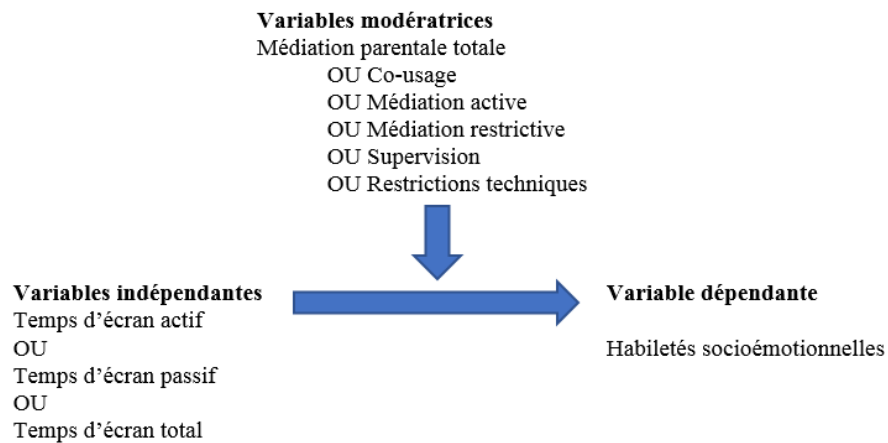 Variables modératrices
Médiation parentale totale
OU Co-usage
OU Médiation active
OU Médiation restrictive
OU Supervision
OU Restrictions techniques
Variables indépendantes
Temps d'écran actif
OU
Temps d'écran passif
OU
Temps d'écran total
Variable dépendante
Habiletés socioémotionnelles